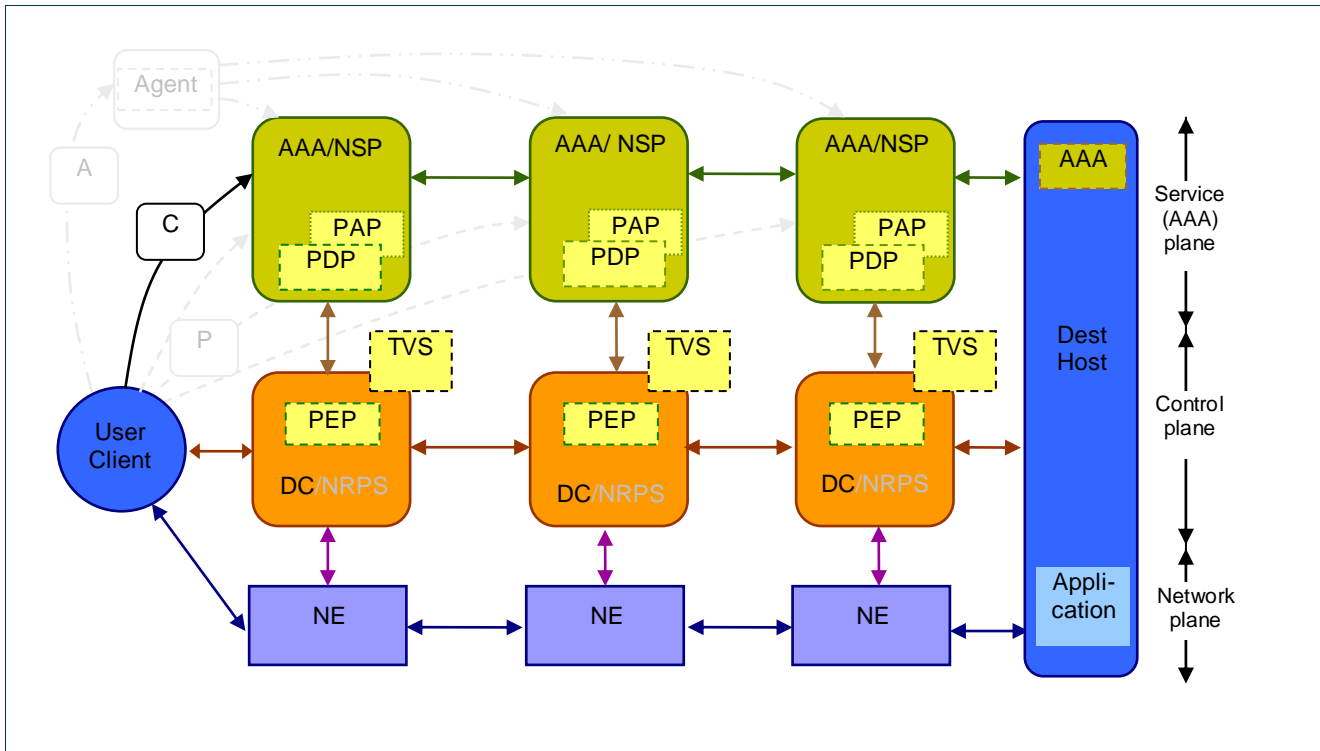 Agent
A
C
P
User
Client
AAA/NSP
PAP
PDP
AAA/ NSP
PAP
PDP
AAA/NSP
PAP
PDP
TVS
PEP
DC/NRPS
TVS
PEP
DC/NRPS
TVS
PEP
DC/NRPS
NE
NE
NE
AAA
Dest
Host
Appli-
cation
Service
(AAA)
plane
Control
plane
Network
plane